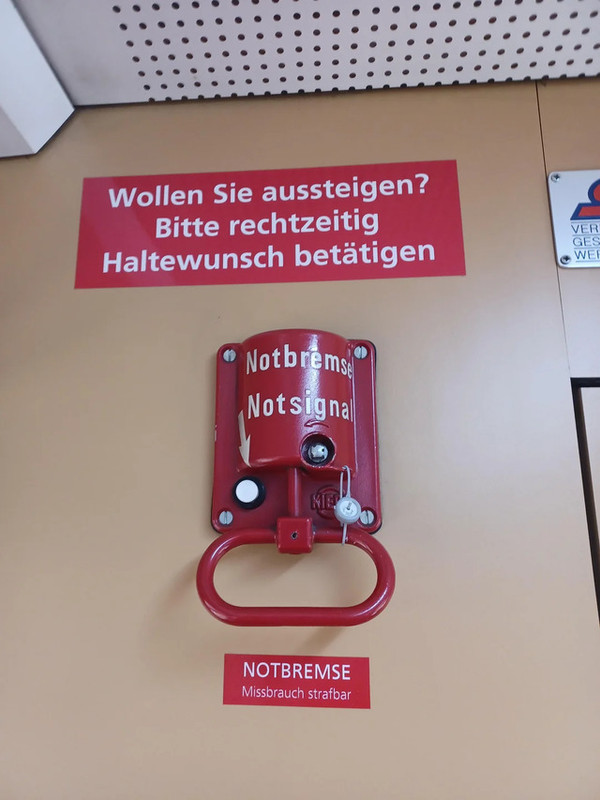 Wollen Sie aussteigen?
Bitte rechtzeitig
Haltewunsch betätigen
Notbremse
Notsignal
NOTBREMSE
Missbrauch strafbar